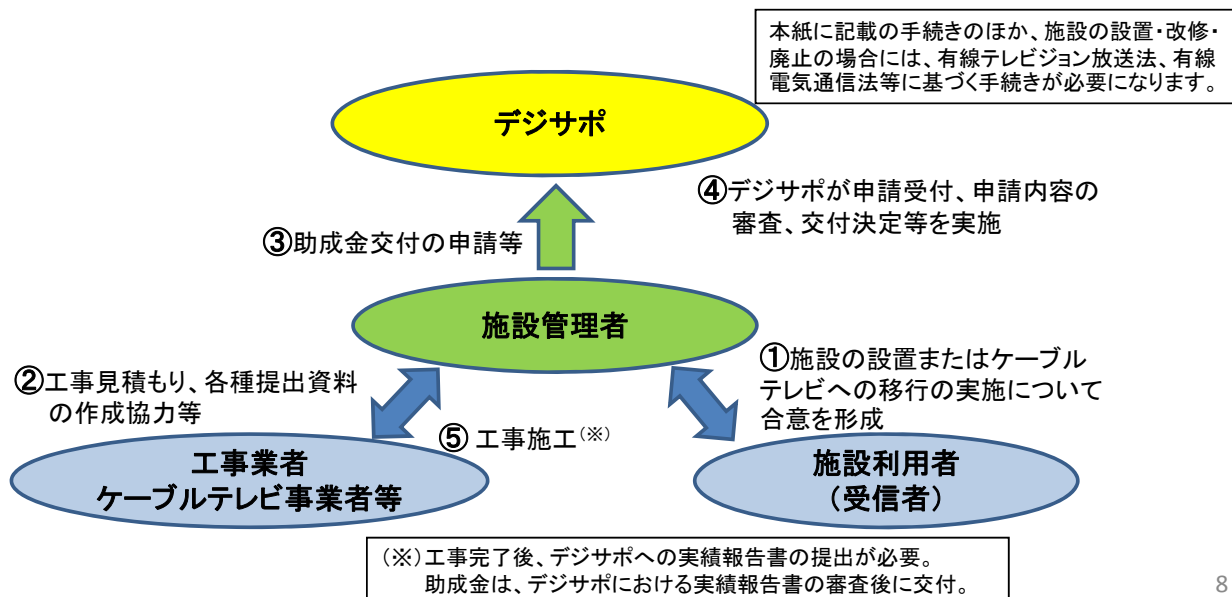 本紙に記載の手続きのほか、施設の設置・改修・
廃止の場合には、有線テレビジョン放送法、有線
電気通信法等に基づく手続きが必要になります。
デジサポ
④デジサポが申請受付、申請内容の
審査、交付決定等を実施
③助成金交付の申請等
施設管理者
①施設の設置またはケーブル
テレビへの移行の実施について
合意を形成
②工事見積もり、各種提出資料
の作成協力等
⑤ 工事施工(※)
工事業者
ケーブルテレビ事業者等
施設利用者
(受信者)
(※)工事完了後、デジサポへの実績報告書の提出が必要。
助成金は、デジサポにおける実績報告書の審査後に交付。
8